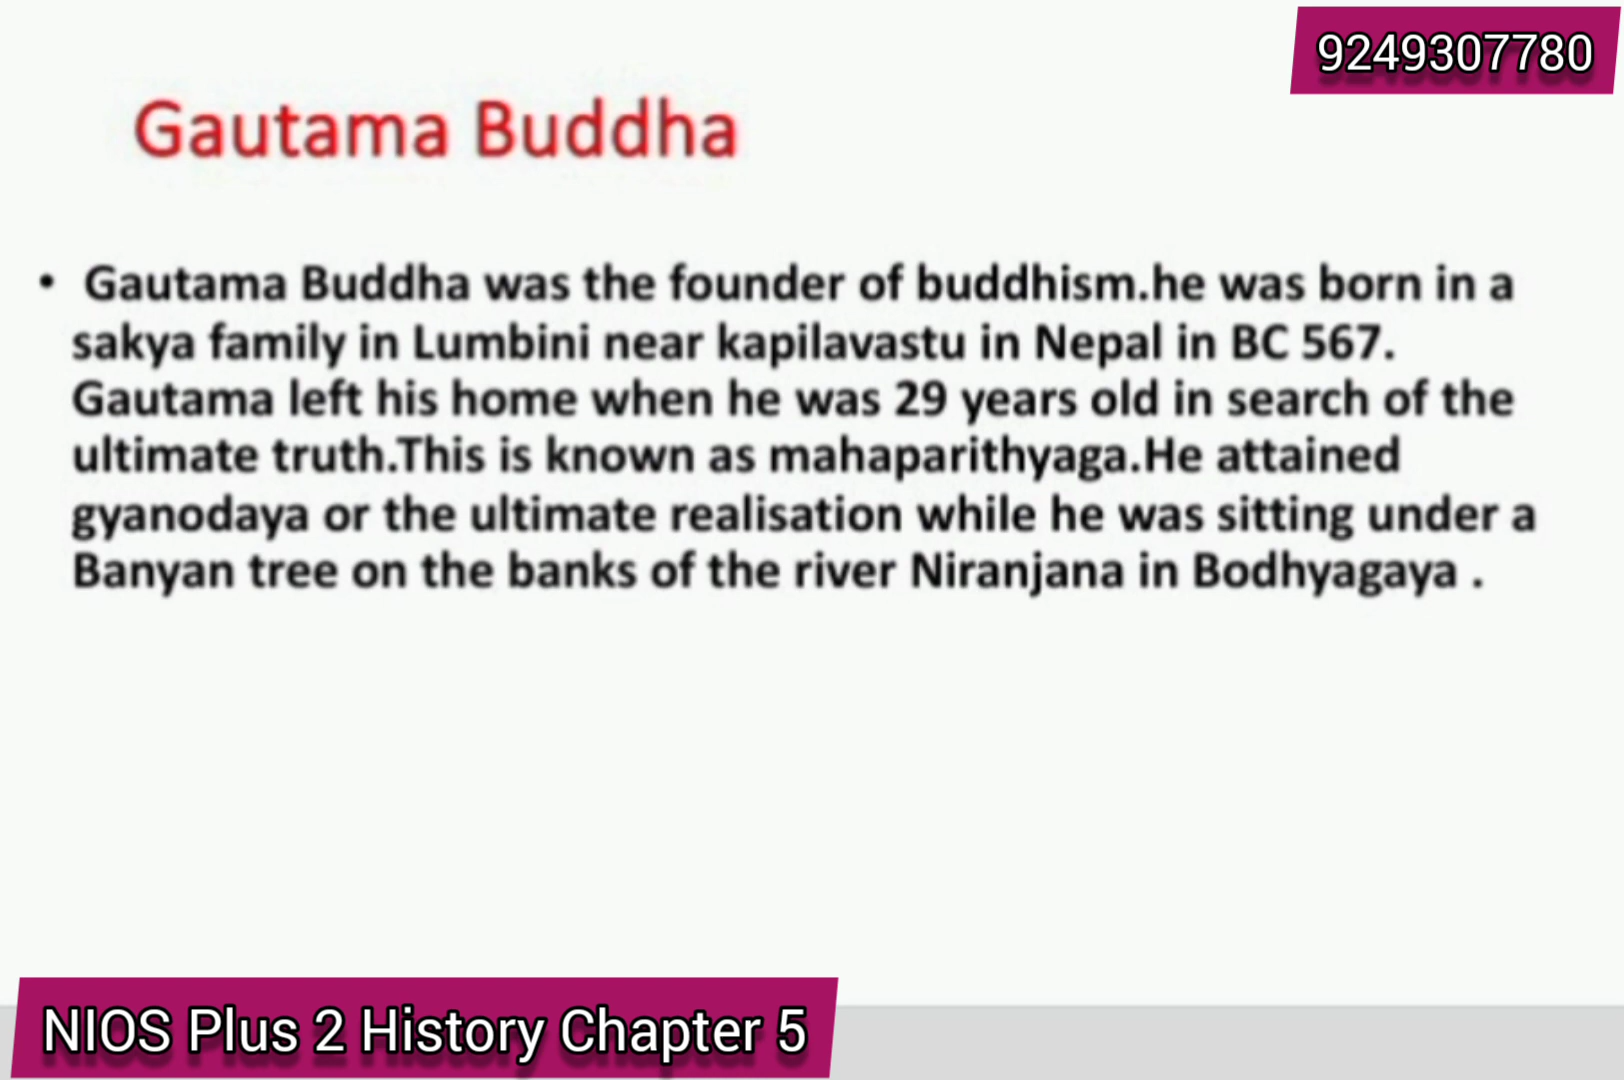 9249307780
Gautama Buddha
• Gautama Buddha was the founder of buddhism.he was born in a
sakya family in Lumbini near kapilavastu in Nepal in BC 567.
Gautama left his home when he was 29 years old in search of the
ultimate truth.This is known as mahaparithyaga.He attained
gyanodaya or the ultimate realisation while he was sitting under a
Banyan tree on the banks of the river Niranjana in Bodhyagaya .
NIOS Plus 2 History Chapter 5